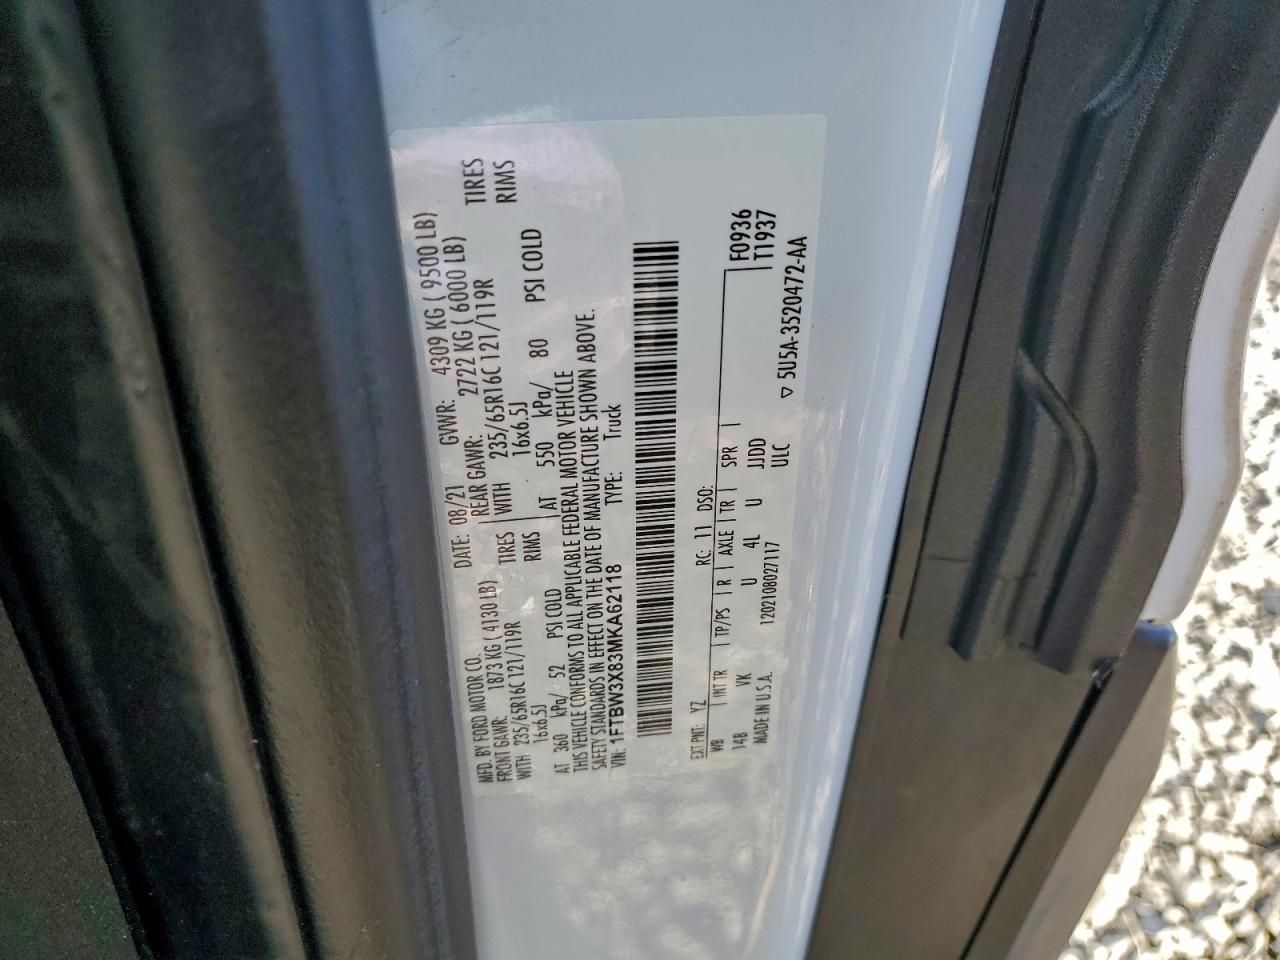 MFD. BY FORD MOTOR CO.
DATE: 08/21 GVWR: 4309 KG ( 9500 LB)
FRONT GAWR: 1873 KG ( 4130 LB) REAR GAWR: 2722 KG ( 6000 LB)
WITH 235/65R16C 121/119R TIRES WITH 235/65R16C 121/119R TIRES
16x6.5J RIMS 16x6.5J RIMS
AT 360 kPa/ 52 PSI COLD AT 550 kPa/ 80 PSI COLD
THIS VEHICLE CONFORMS TO ALL APPLICABLE FEDERAL MOTOR VEHICLE
SAFETY STANDARDS IN EFFECT ON THE DATE OF MANUFACTURE SHOWN ABOVE.
VIN: 1FTBW3X83MKA62118 TYPE: Truck
EXT PNT: YZ RC: 11 DSO: F0936
WB INT TR TP/PS R AXLE TR SPR T1937
148 VK U 4L U JJDD
MADE IN U.S.A. 1202108027117 ULC
▽ 5U5A-3520472-AA